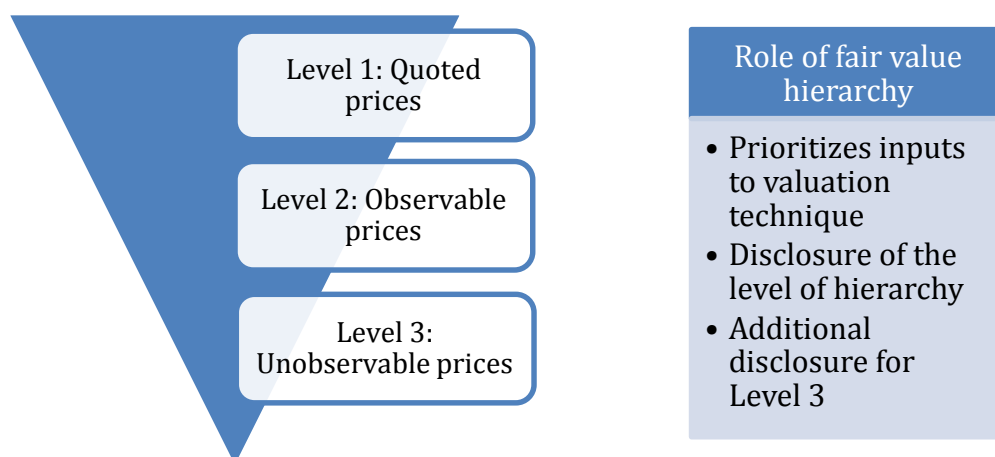 Level 1: Quoted
prices
Level 2: Observable
prices
Level 3:
Unobservable prices
Role of fair value
hierarchy
• Prioritizes inputs
to valuation
technique
• Disclosure of the
level of hierarchy
• Additional
disclosure for
Level 3